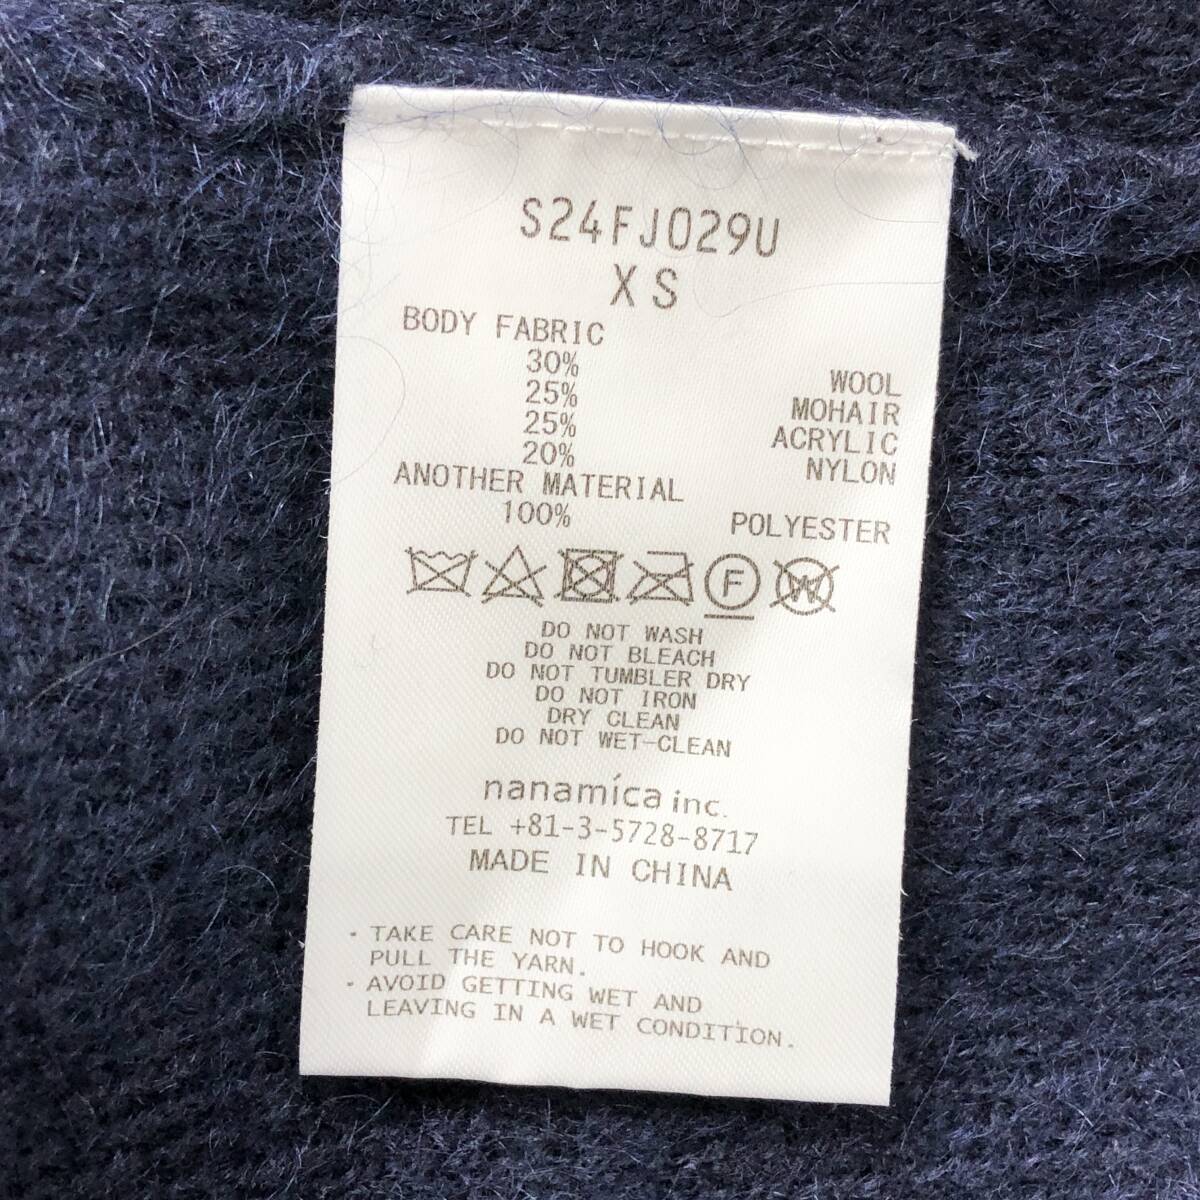 S24FJ029U
XS
BODY FABRIC
30% WOOL
25% MOHAIR
25% ACRYLIC
20% NYLON
ANOTHER MATERIAL
100% POLYESTER
F W
DO NOT WASH
DO NOT BLEACH
DO NOT TUMBLER DRY
DO NOT IRON
DRY CLEAN
DO NOT WET-CLEAN
nanamíca inc.
TEL +81-3-5728-8717
MADE IN CHINA
・TAKE CARE NOT TO HOOK AND
PULL THE YARN.
・AVOID GETTING WET AND
LEAVING IN A WET CONDITION.